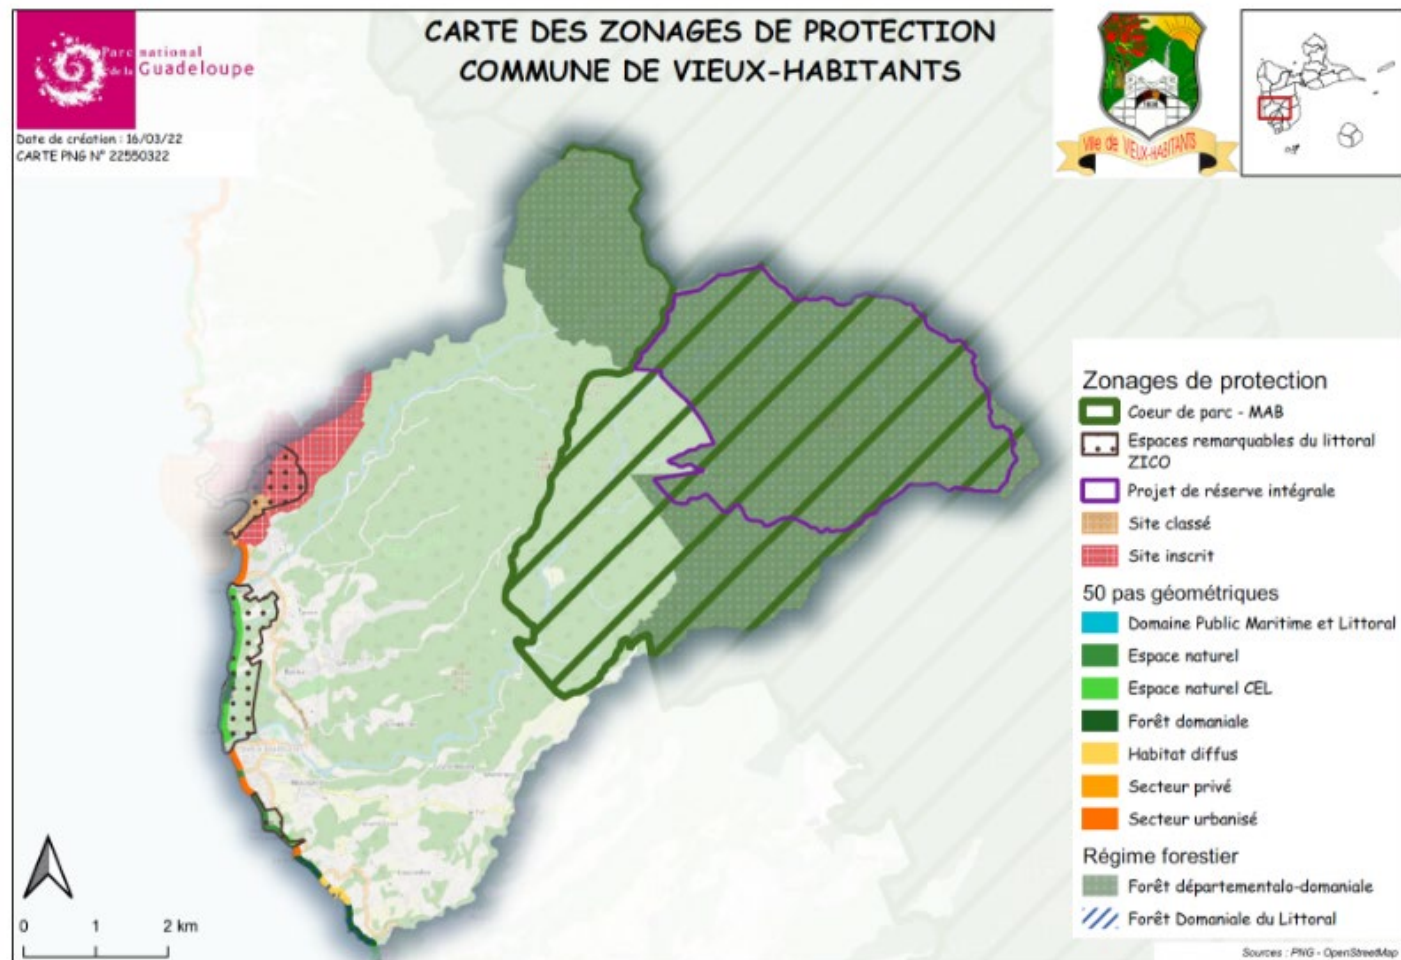 Parc national
de la Guadeloupe
Date de création : 16/03/22
CARTE PNG N° 22550322
CARTE DES ZONAGES DE PROTECTION
COMMUNE DE VIEUX-HABITANTS
Ville de VIEUX-HABITANTS
Zonages de protection
Coeur de parc - MAB
Espaces remarquables du littoral
ZICO
Projet de réserve intégrale
Site classé
Site inscrit
50 pas géométriques
Domaine Public Maritime et Littoral
Espace naturel
Espace naturel CEL
Forêt domaniale
Habitat diffus
Secteur privé
Secteur urbanisé
Régime forestier
Forêt départementalo-domaniale
Forêt Domaniale du Littoral
0 1 2 km
Sources : PNG - OpenStreetMap